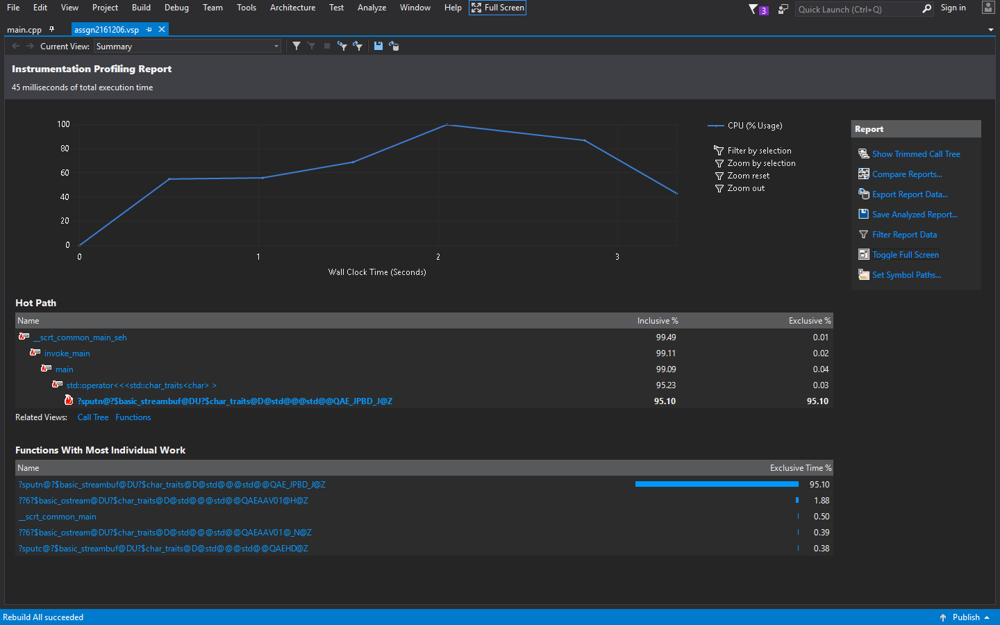 File Edit View Project Build Debug Team Tools Architecture Test Analyze Window Help Full Screen 3 Quick Launch (Ctrl+Q) Sign in
main.cpp assgn2161206.vsp
Current View: Summary
Instrumentation Profiling Report
45 milliseconds of total execution time
100
80
60
40
20
0
0 1 2 3
Wall Clock Time (Seconds)
CPU (% Usage)
Filter by selection
Zoom by selection
Zoom reset
Zoom out
Report
Show Trimmed Call Tree
Compare Reports...
Export Report Data...
Save Analyzed Report...
Filter Report Data
Toggle Full Screen
Set Symbol Paths...
Hot Path
Name Inclusive % Exclusive %
__scrt_common_main_seh 99.49 0.01
invoke_main 99.11 0.02
main 99.09 0.04
std::operator<<<std::char_traits<char> > 95.23 0.03
?sputn@?$basic_streambuf@DU?$char_traits@D@std@@@std@@QAE_JPBD_J@Z 95.10 95.10
Related Views: Call Tree Functions
Functions With Most Individual Work
Name Exclusive Time %
?sputn@?$basic_streambuf@DU?$char_traits@D@std@@@std@@QAE_JPBD_J@Z 95.10
??6?$basic_ostream@DU?$char_traits@D@std@@@std@@QAEAAV01@H@Z 1.88
__scrt_common_main 0.50
??6?$basic_ostream@DU?$char_traits@D@std@@@std@@QAEAAV01@_N@Z 0.39
?sputc@?$basic_streambuf@DU?$char_traits@D@std@@@std@@QAEHD@Z 0.38
Rebuild All succeeded Publish